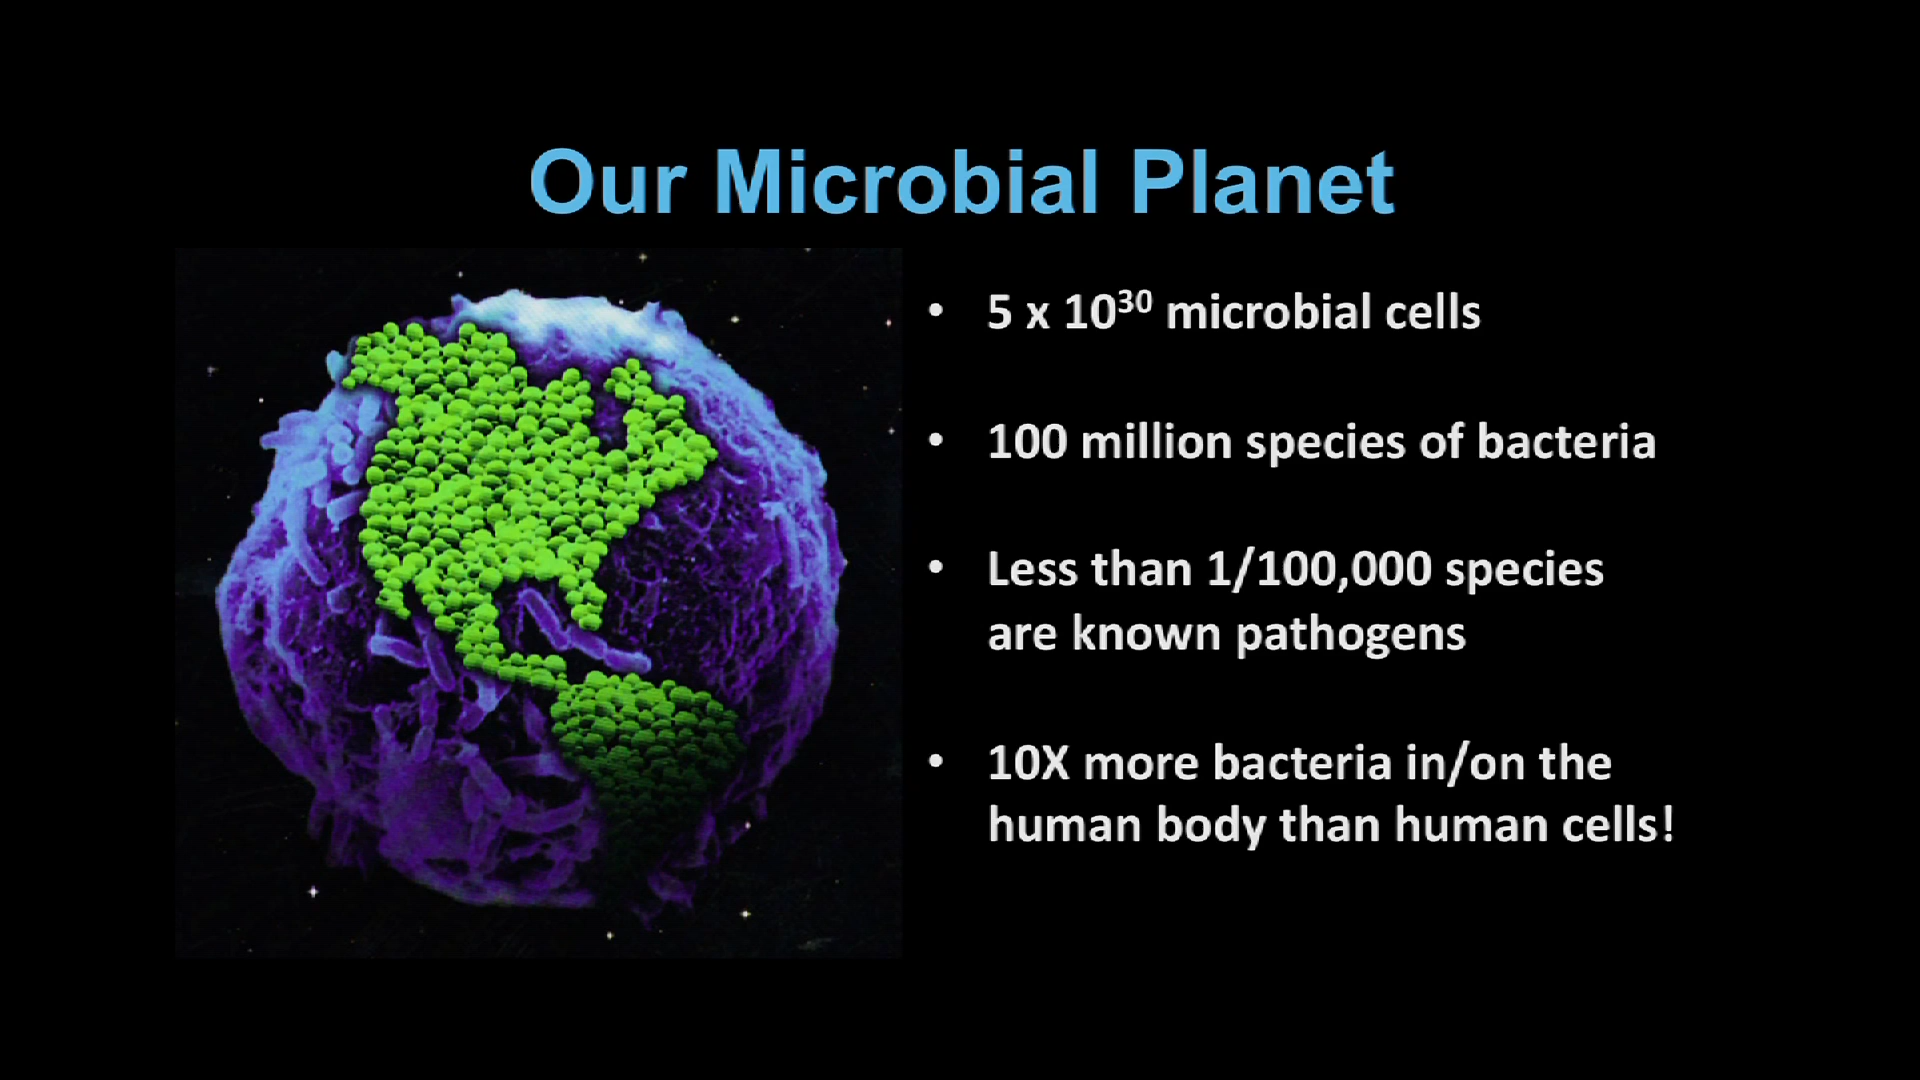 Our Microbial Planet
• 5 x 10³⁰ microbial cells
• 100 million species of bacteria
• Less than 1/100,000 species
are known pathogens
• 10X more bacteria in/on the
human body than human cells!